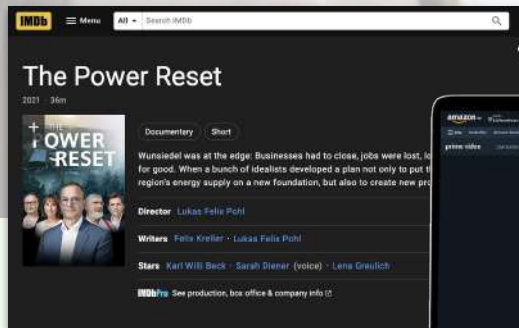 IMDb Menu All Search IMDb
The Power Reset
2021 36m
THE
POWER
RESET
Documentary Short
Wunsiedel was at the edge: Businesses had to close, jobs were lost, lo
for good. When a bunch of idealists developed a plan not only to put t
region's energy supply on a new foundation, but also to create new pro
Director Lukas Felix Pohl
Writers Felix Kreller · Lukas Felix Pohl
Stars Karl Willi Beck · Sarah Diener (voice) · Lena Greulich
IMDbPro See production, box office & company info
amazon
prime video